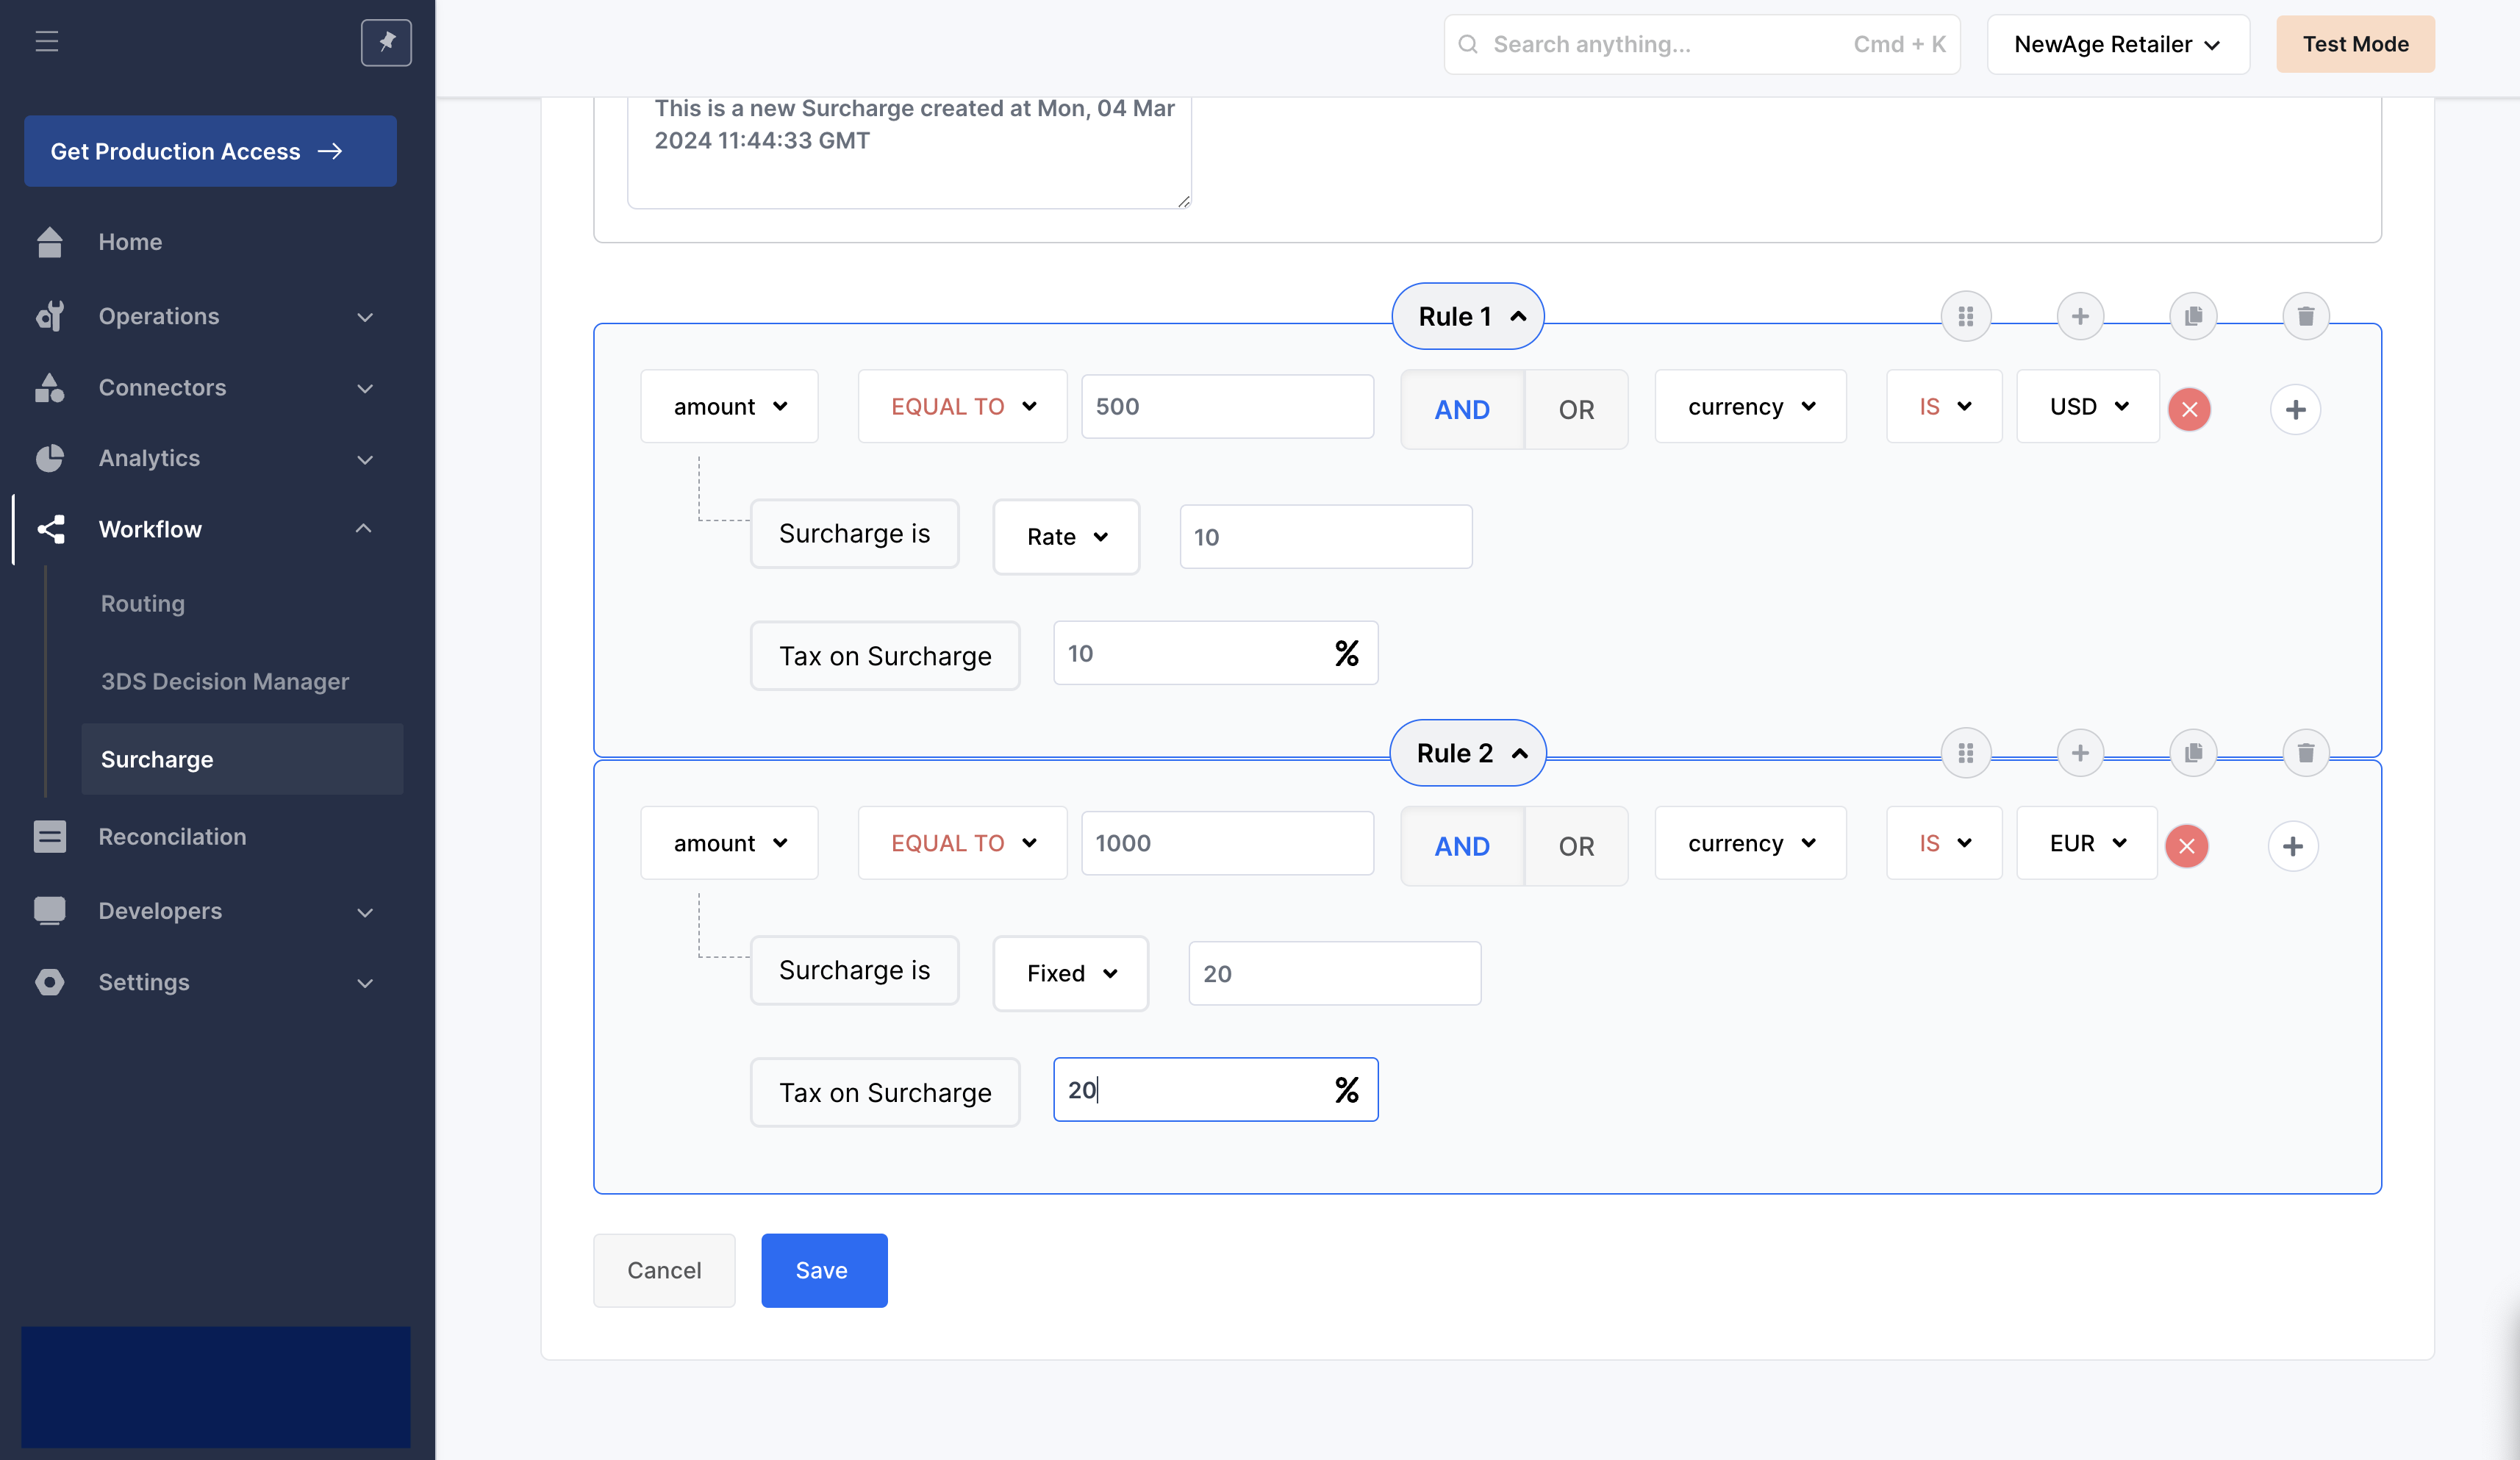 Search anything...
Cmd + K
NewAge Retailer
Test Mode
Get Production Access
Home
Operations
Connectors
Analytics
Workflow
Routing
3DS Decision Manager
Surcharge
Reconcilation
Developers
Settings
This is a new Surcharge created at Mon, 04 Mar
2024 11:44:33 GMT
Rule 1
amount
EQUAL TO
500
AND
OR
currency
IS
USD
Surcharge is
Rate
10
Tax on Surcharge
10
%
Rule 2
amount
EQUAL TO
1000
AND
OR
currency
IS
EUR
Surcharge is
Fixed
20
Tax on Surcharge
20
%
Cancel
Save